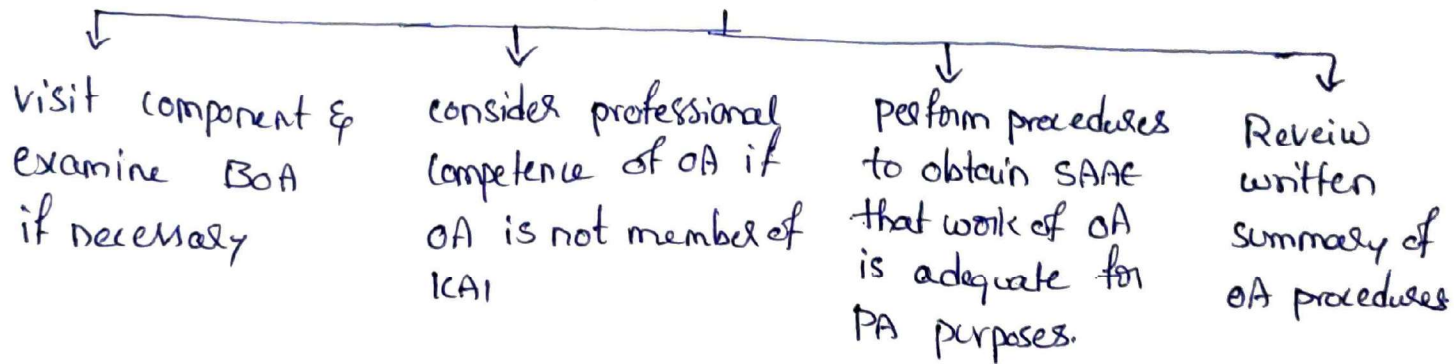 visit component &
examine BOA
if necessary
consider professional
competence of OA if
OA is not member of
ICAI
perform procedures
to obtain SAAE
that work of OA
is adequate for
PA purposes.
Reveiw
written
summary of
OA procedures